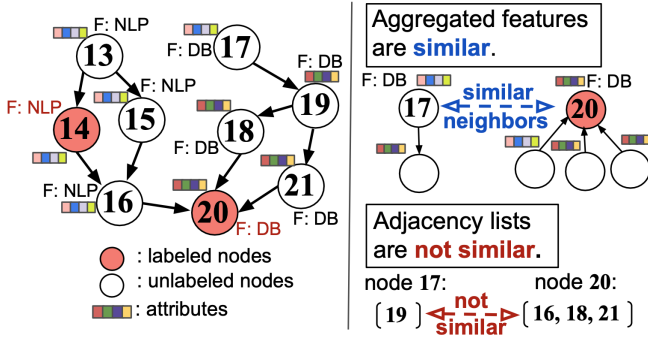 F: NLP
13
17
F: DB
F: DB
F: NLP
F: NLP
14
15
18
19
F: DB
F: NLP
16
20
21
F: DB
F: DB
: labeled nodes
: unlabeled nodes
: attributes
Aggregated features
are similar.
F: DB
F: DB
17
similar
neighbors
20
Adjacency lists
are not similar.
node 17:
node 20:
[19]
not
similar
[16, 18, 21]